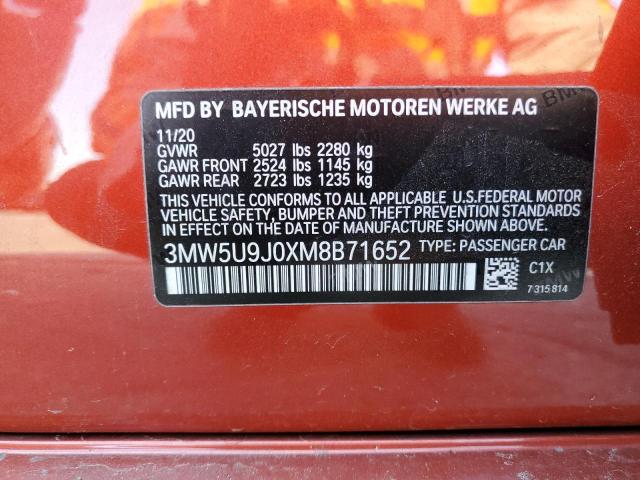 MFD BY BAYERISCHE MOTOREN WERKE AG
11/20
GVWR 5027 lbs 2280 kg
GAWR FRONT 2524 lbs 1145 kg
GAWR REAR 2723 lbs 1235 kg
THIS VEHICLE CONFORMS TO ALL APPLICABLE U.S.FEDERAL MOTOR
VEHICLE SAFETY, BUMPER AND THEFT PREVENTION STANDARDS
IN EFFECT ON THE DATE OF MANUFACTURE SHOWN ABOVE.
3MW5U9J0XM8B71652 TYPE: PASSENGER CAR
C1X
7315814